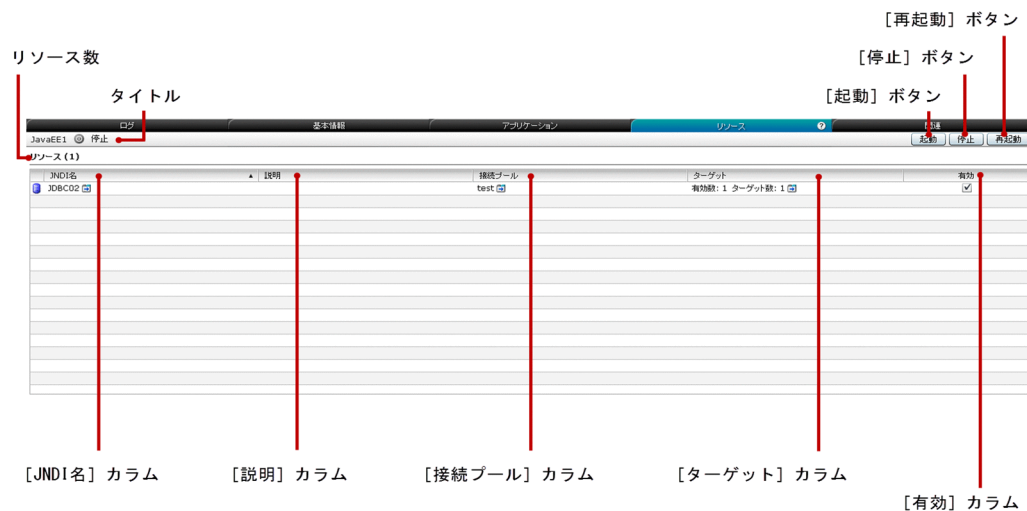 ［再起動］ボタン
リソース数
［停止］ボタン
タイトル
［起動］ボタン
ログ 基本情報 アプリケーション リソース ? 関連
JavaEE1 停止 起動 停止 再起動
リソース (1)
JNDI名 ▲ 説明 接続プール ターゲット 有効
JDBC02 test 有効数: 1 ターゲット数: 1
［JNDI名］カラム ［説明］カラム ［接続プール］カラム ［ターゲット］カラム
［有効］カラム